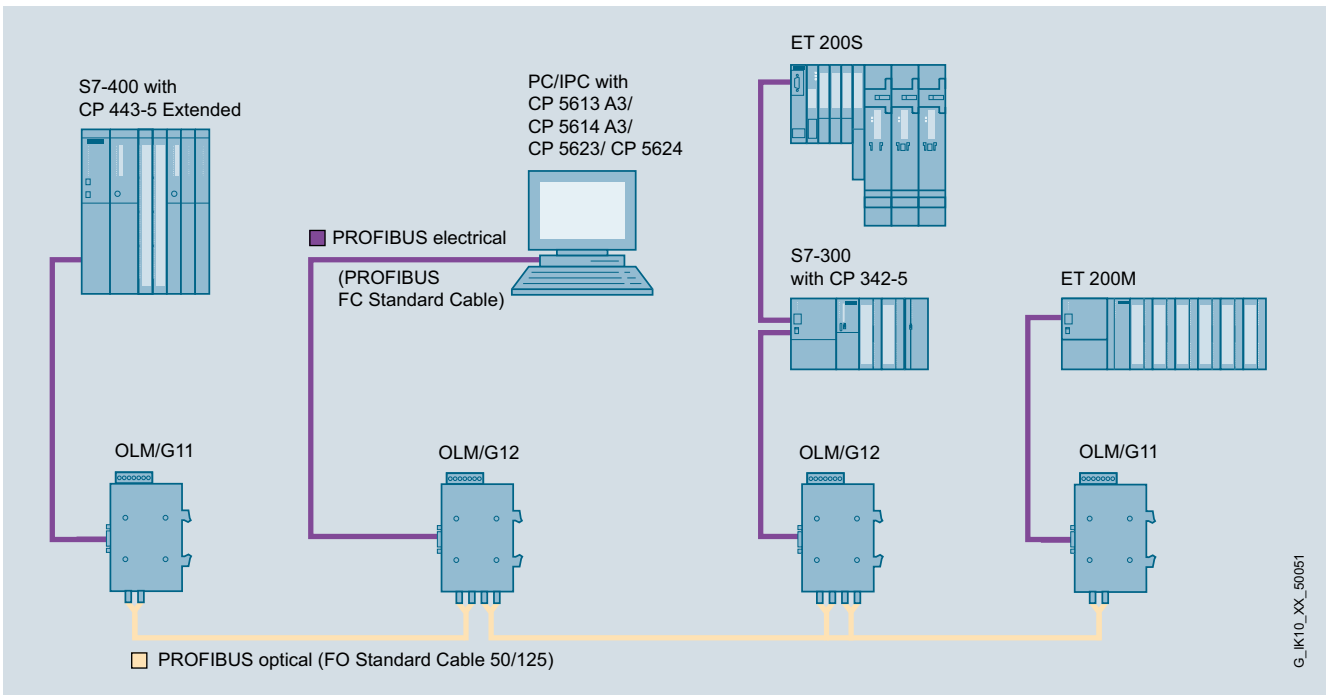 S7-400 with
CP 443-5 Extended
PC/IPC with
CP 5613 A3/
CP 5614 A3/
CP 5623/ CP 5624
ET 200S
PROFIBUS electrical
(PROFIBUS
FC Standard Cable)
S7-300
with CP 342-5
ET 200M
OLM/G11
OLM/G12
OLM/G12
OLM/G11
PROFIBUS optical (FO Standard Cable 50/125)
G_IK10_XX_50051